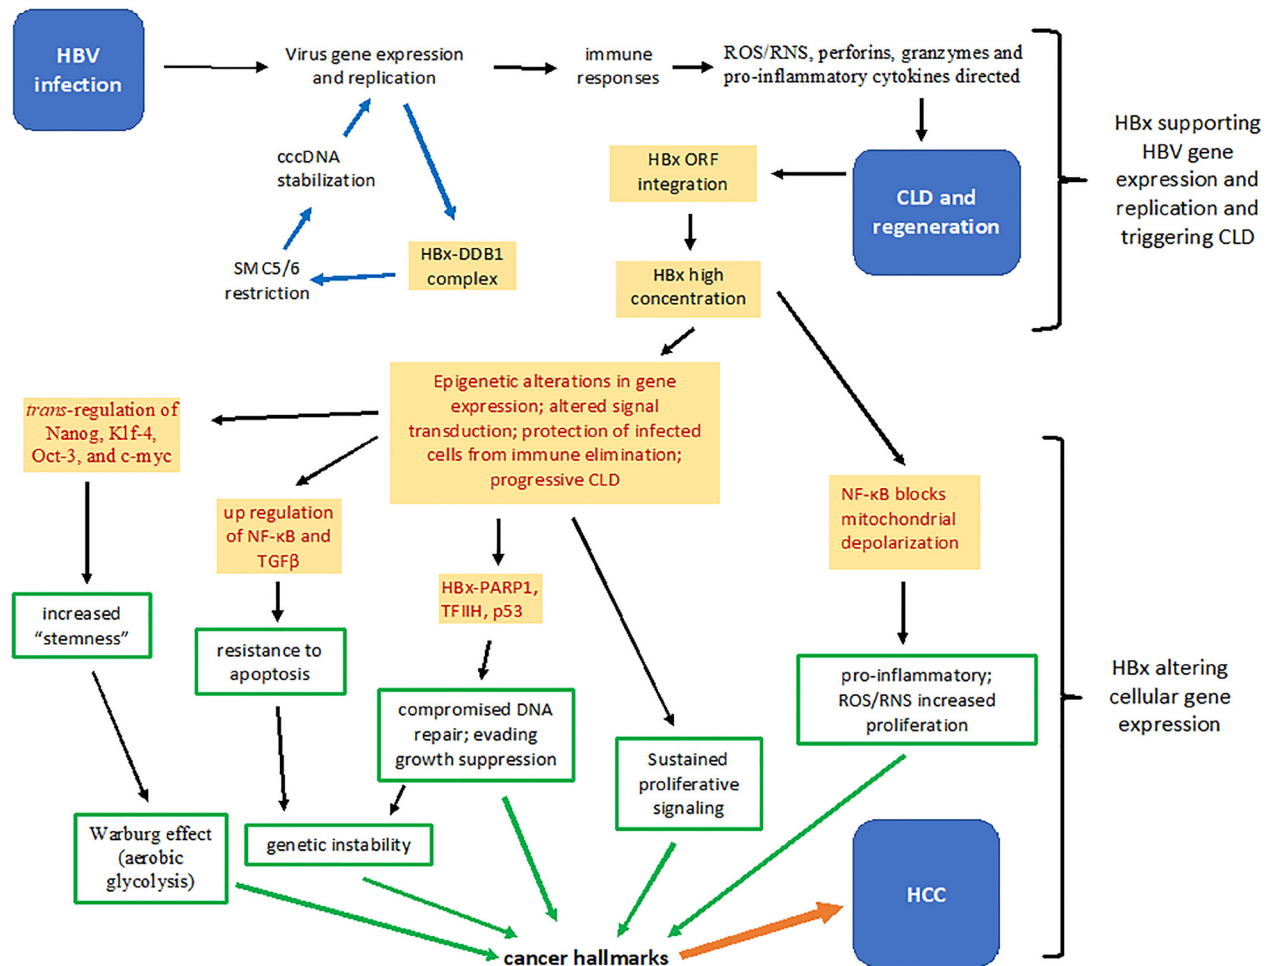 HBV
infection
Virus gene expression
and replication
immune
responses
ROS/RNS, perforins, granzymes and
pro-inflammatory cytokines directed
HBx supporting
HBV gene
expression and
replication and
triggering CLD
cccDNA
stabilization
HBx ORF
integration
CLD and
regeneration
HBx-DDB1
complex
SMC5/6
restriction
HBx high
concentration
Epigenetic alterations in gene
expression; altered signal
transduction; protection of infected
cells from immune elimination;
progressive CLD
trans-regulation of
Nanog, Klf-4,
Oct-3, and c-myc
up regulation
of NF-κB and
TGFβ
NF-κB blocks
mitochondrial
depolarization
HBx-PARP1,
TFIIH, p53
increased
“stemness”
resistance to
apoptosis
compromised DNA
repair; evading
growth suppression
Sustained
proliferative
signaling
pro-inflammatory;
ROS/RNS increased
proliferation
HBx altering
cellular gene
expression
Warburg effect
(aerobic
glycolysis)
genetic instability
HCC
cancer hallmarks